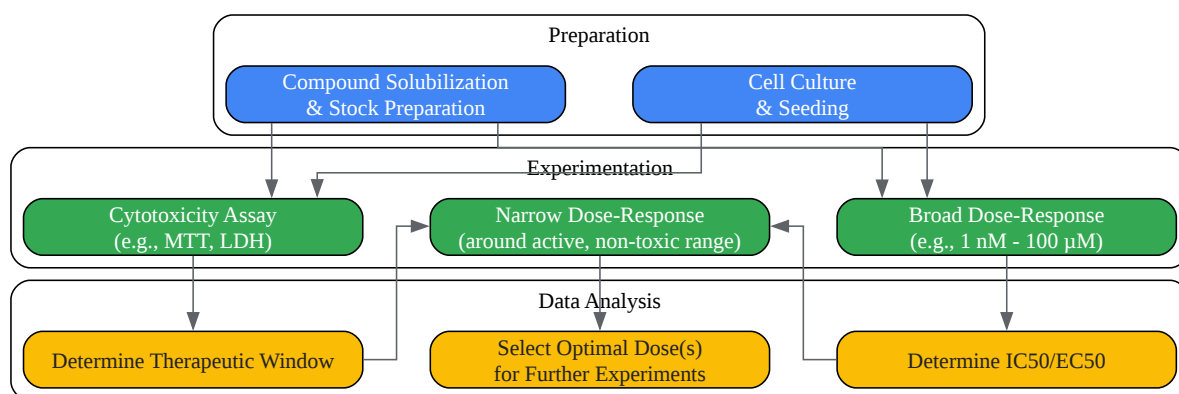 Preparation
Compound Solubilization
& Stock Preparation
Cell Culture
& Seeding
Experimentation
Cytotoxicity Assay
(e.g., MTT, LDH)
Narrow Dose-Response
(around active, non-toxic range)
Broad Dose-Response
(e.g., 1 nM - 100 µM)
Data Analysis
Determine Therapeutic Window
Select Optimal Dose(s)
for Further Experiments
Determine IC50/EC50